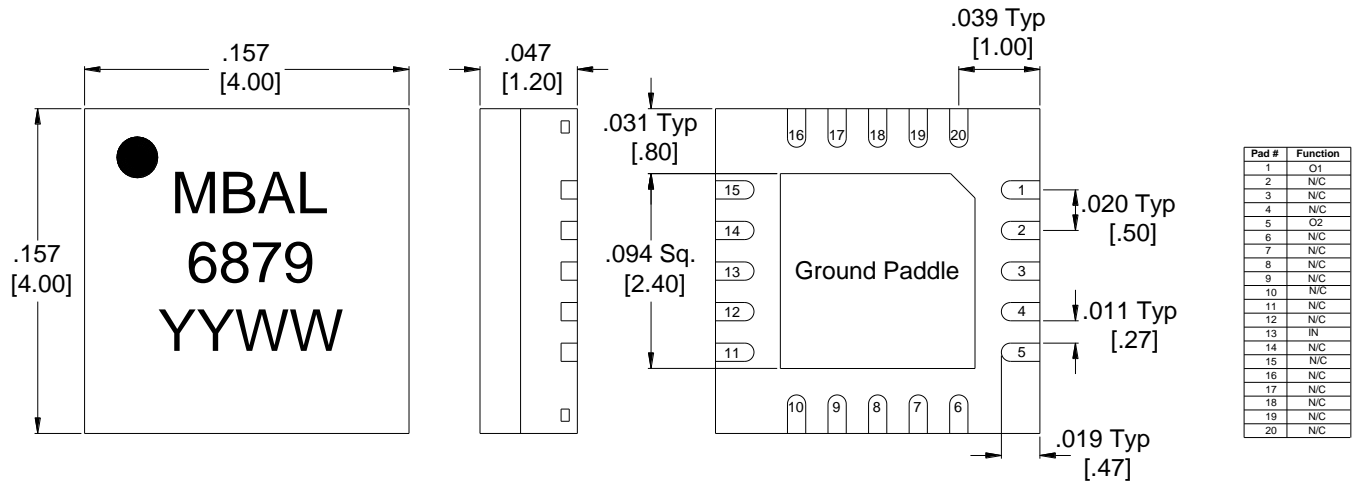 .157
[4.00]
.157
[4.00]
MBAL
6879
YYWW
.047
[1.20]
.039 Typ
[1.00]
.031 Typ
[.80]
.094 Sq.
[2.40]
16 17 18 19 20
15
14
13
12
11
Ground Paddle
1
2
3
4
5
10 9 8 7 6
.020 Typ
[.50]
.011 Typ
[.27]
.019 Typ
[.47]
Pad # Function
1 O1
2 N/C
3 N/C
4 N/C
5 O2
6 N/C
7 N/C
8 N/C
9 N/C
10 N/C
11 N/C
12 N/C
13 IN
14 N/C
15 N/C
16 N/C
17 N/C
18 N/C
19 N/C
20 N/C